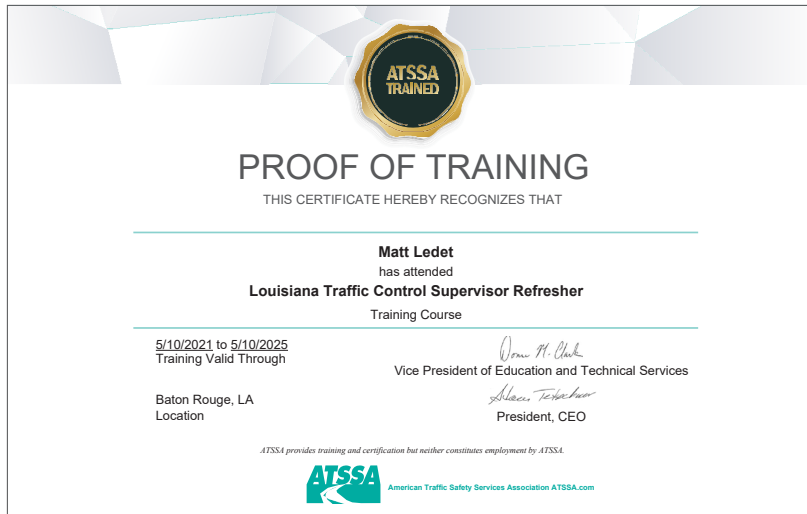 ATSSA
TRAINED
PROOF OF TRAINING
THIS CERTIFICATE HEREBY RECOGNIZES THAT
Matt Ledet
has attended
Louisiana Traffic Control Supervisor Refresher
Training Course
5/10/2021 to 5/10/2025
Training Valid Through
Donna M. Clark
Vice President of Education and Technical Services
Baton Rouge, LA
Location
President, CEO
ATSSA provides training and certification but neither constitutes employment by ATSSA.
ATSSA
American Traffic Safety Services Association ATSSA.com